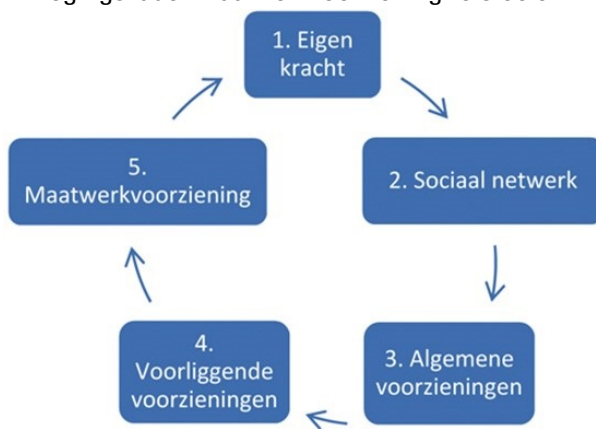 1. Eigen
kracht
2. Sociaal netwerk
3. Algemene
voorzieningen
4.
Voorliggende
voorzieningen
5.
Maatwerkvoorziening